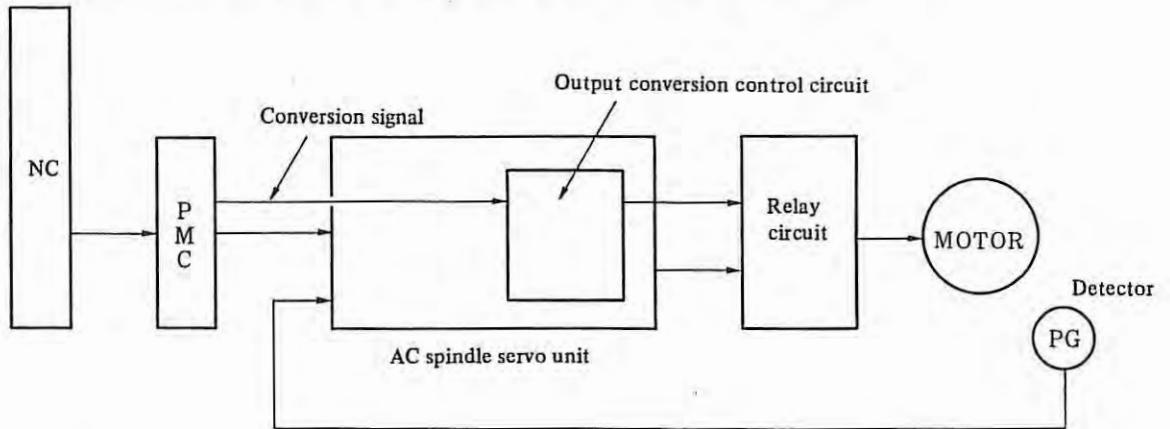 Output conversion control circuit
Conversion signal
NC
P
M
C
Relay
circuit
MOTOR
Detector
PG
AC spindle servo unit